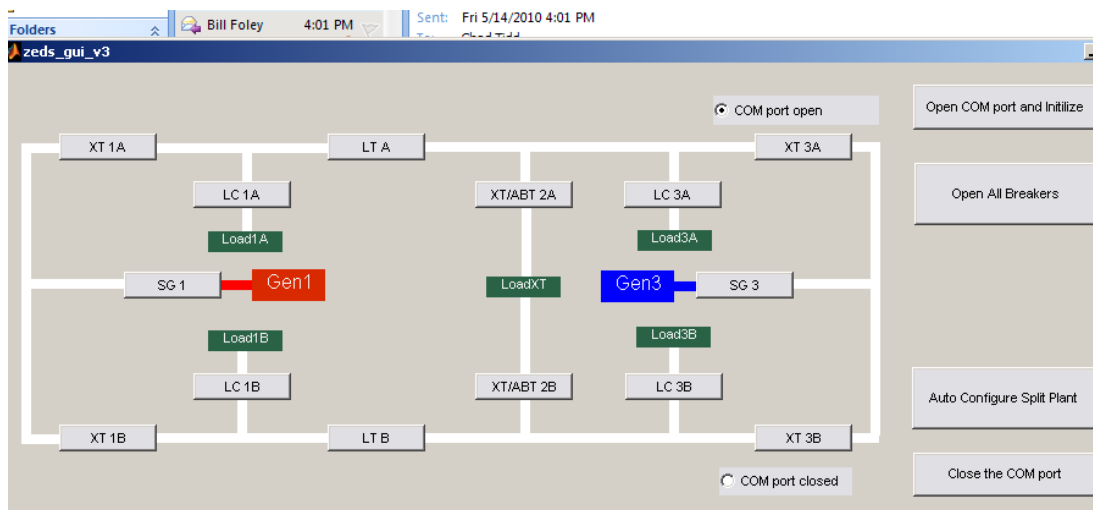 Folders
Bill Foley 4:01 PM
Sent: Fri 5/14/2010 4:01 PM
zeds_gui_v3
COM port open
Open COM port and Initilize
XT 1A
LT A
XT 3A
LC 1A
XT/ABT 2A
LC 3A
Open All Breakers
Load1A
Load3A
SG 1
Gen1
LoadXT
Gen3
SG 3
Load1B
Load3B
LC 1B
XT/ABT 2B
LC 3B
Auto Configure Split Plant
XT 1B
LT B
XT 3B
COM port closed
Close the COM port